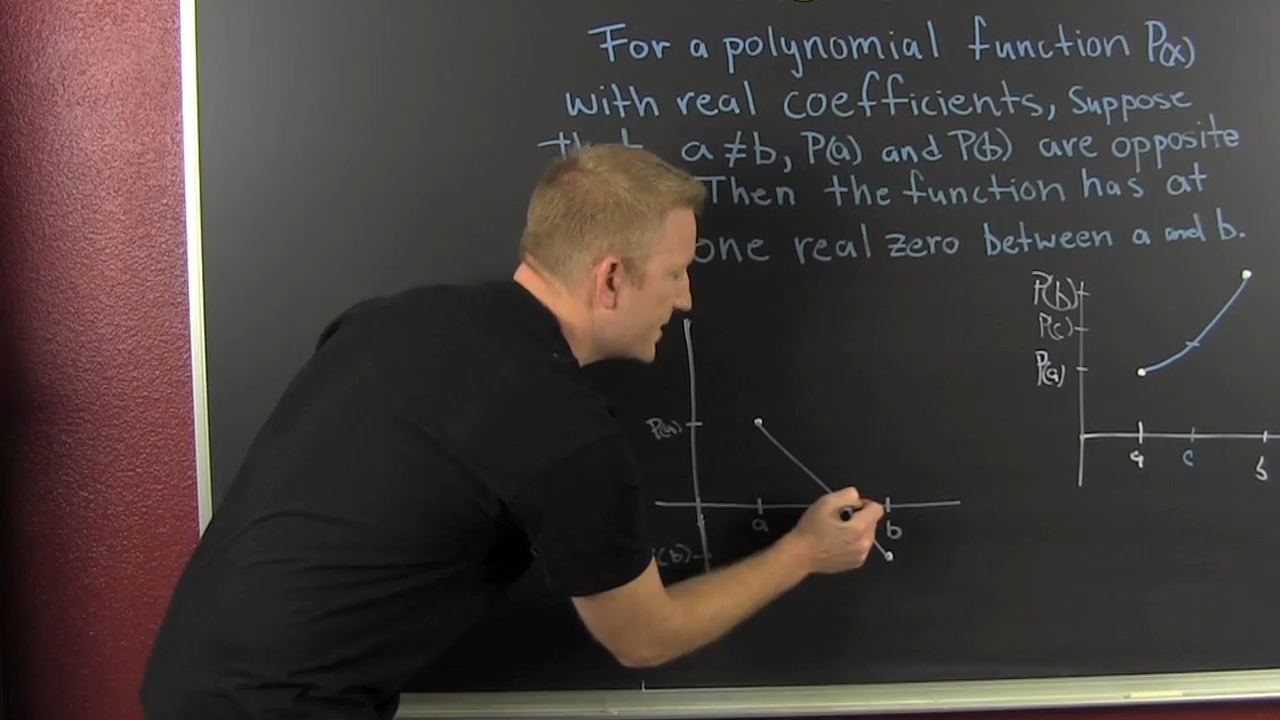 For a polynomial function P(x)
with real coefficients, Suppose
a ≠ b, P(a) and P(b) are opposite
Then the function has at
one real zero between a and b.
P(b)
P(c)
P(a)
a c b
P(a)
a b
(b)